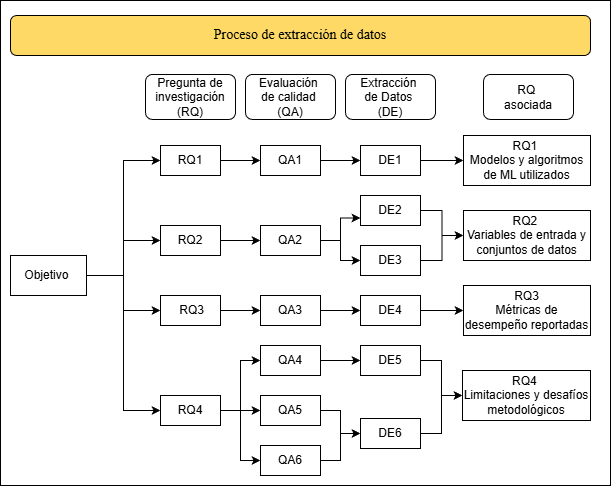 Proceso de extracción de datos
Pregunta de
investigación
(RQ)
Evaluación
de calidad
(QA)
Extracción
de Datos
(DE)
RQ
asociada
RQ1
QA1
DE1
RQ1
Modelos y algoritmos
de ML utilizados
RQ2
QA2
DE2
DE3
RQ2
Variables de entrada y
conjuntos de datos
Objetivo
RQ3
QA3
DE4
RQ3
Métricas de
desempeño reportadas
RQ4
QA4
QA5
QA6
DE5
DE6
RQ4
Limitaciones y desafíos
metodológicos